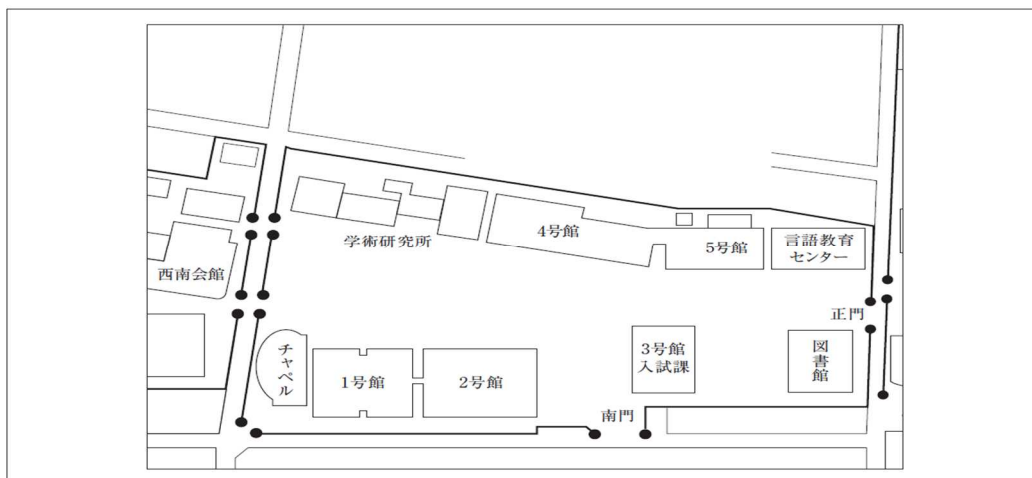 学術研究所
4号館
5号館
言語教育
センター
西南会館
正門
チャペル
1号館
2号館
3号館
入試課
図書館
南門